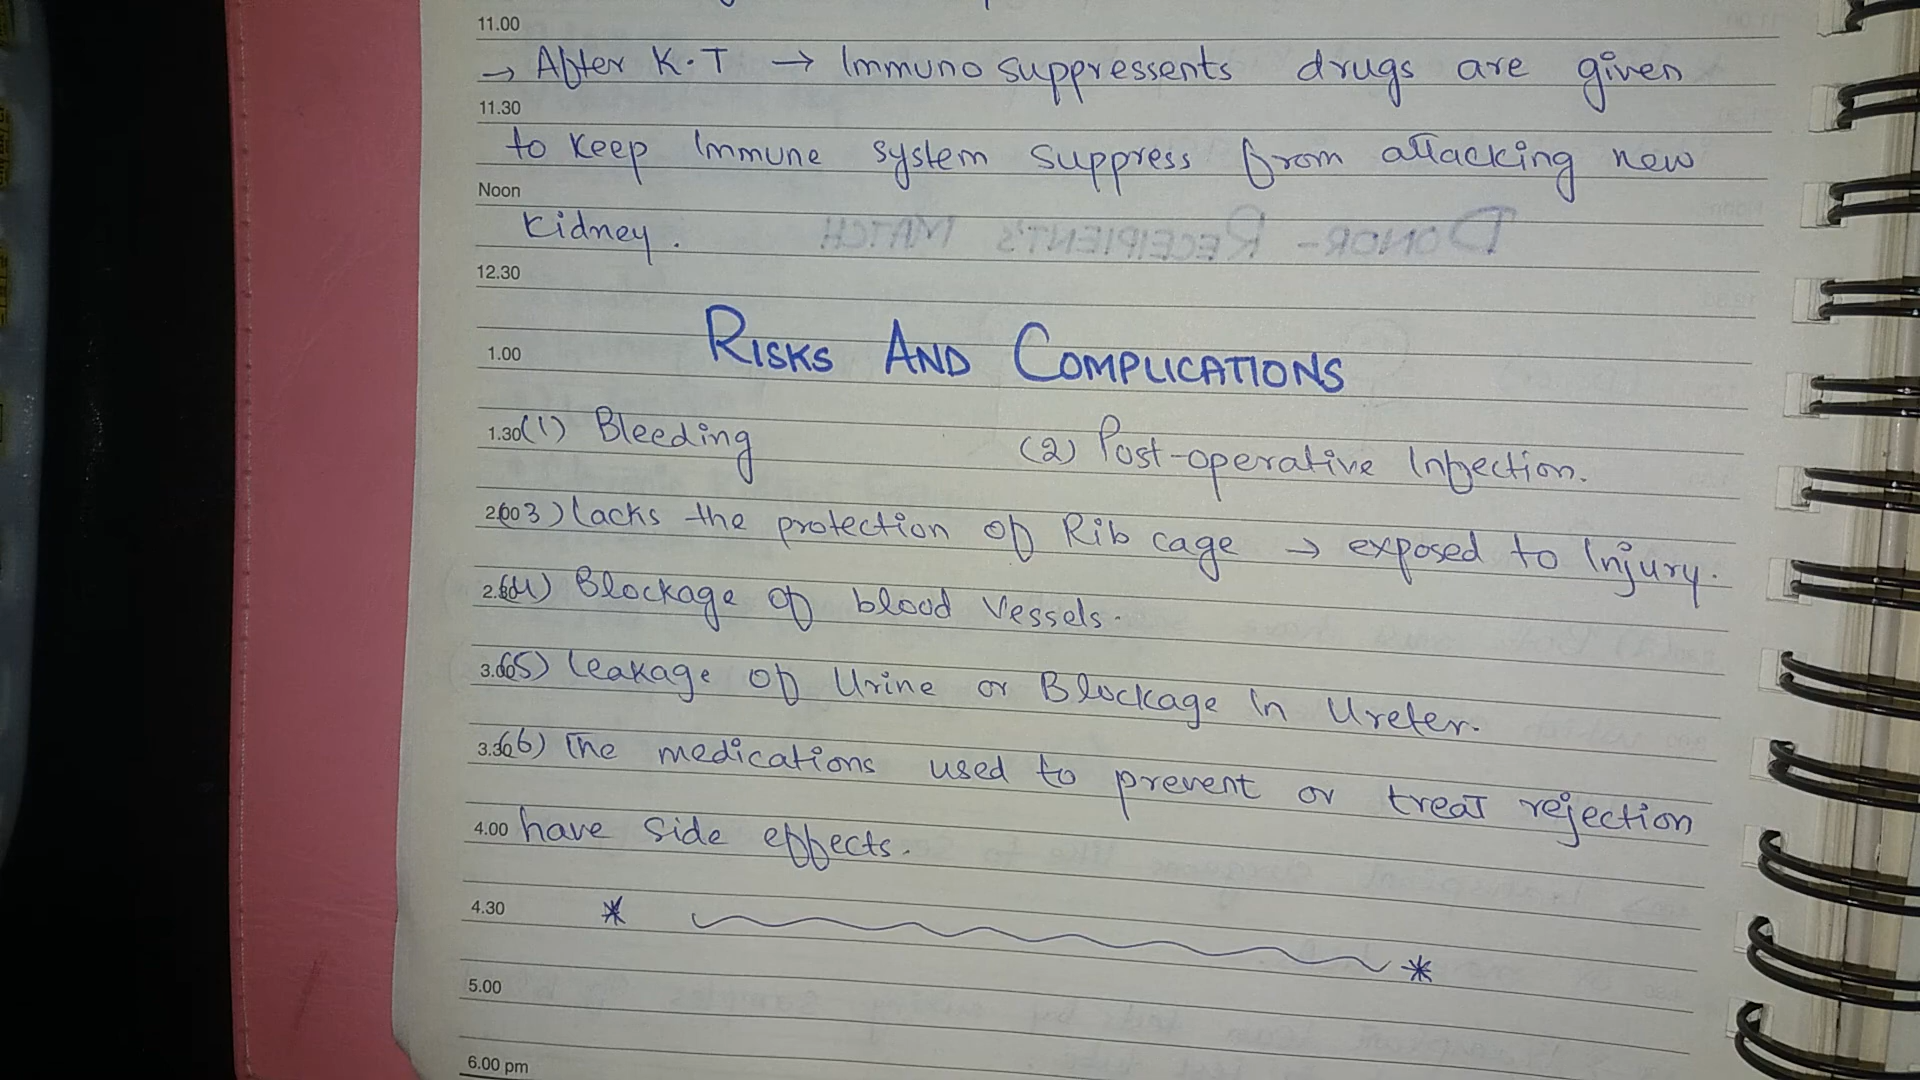 11.00
→ After K.T → Immuno suppressents drugs are given
11.30
to keep Immune system suppress from attacking new
Noon
kidney.
DONOR-RECEIPIENT'S MATCH
12.30
RISKS AND COMPLICATIONS
1.00
1.30 (1) Bleeding (2) Post-operative Infection.
2.00 (3) lacks the protection of Rib cage → exposed to Injury.
2.30 (4) Blockage of blood Vessels.
3.00 (5) Leakage of Urine or Blockage In Ureter.
3.30 (6) The medications used to prevent or treat rejection
4.00 have side effects.
4.30
5.00
6.00 pm